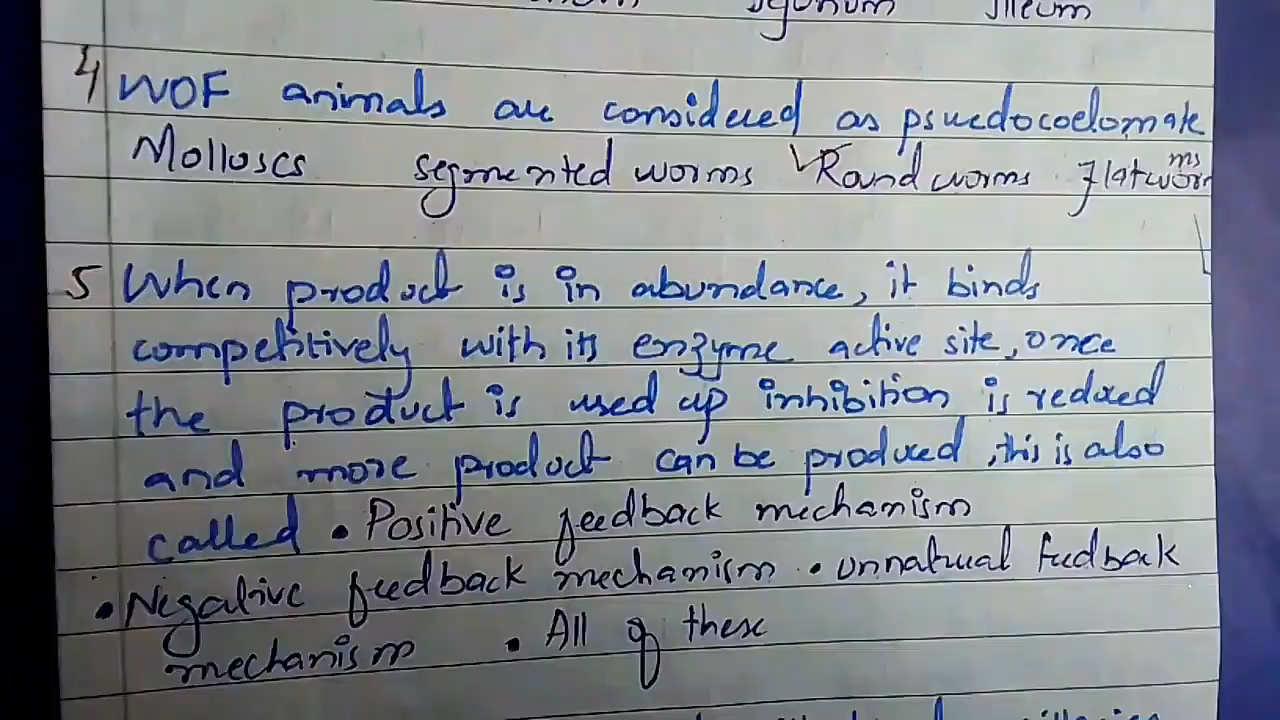 Jejunum Illeum
4 WOF animals are considered as psuedocoelomate
Molluscs segmented worms ✓Round worms Flatworms
5 When product is in abundance, it binds
competitively with its enzyme active site, once
the product is used up inhibition is reduced
and more product can be produced, this is also
called • Positive feedback mechanism
• Negative feedback mechanism • unnatural feedback
mechanism • All of these